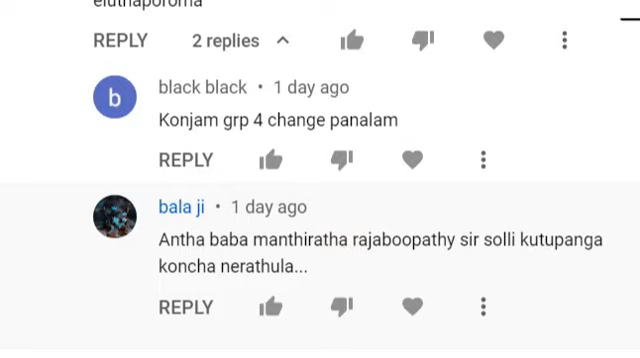 eluthaporoma
REPLY 2 replies
black black • 1 day ago
b
Konjam grp 4 change panalam
REPLY
bala ji • 1 day ago
Antha baba manthiratha rajaboopathy sir solli kutupanga
koncha nerathula...
REPLY